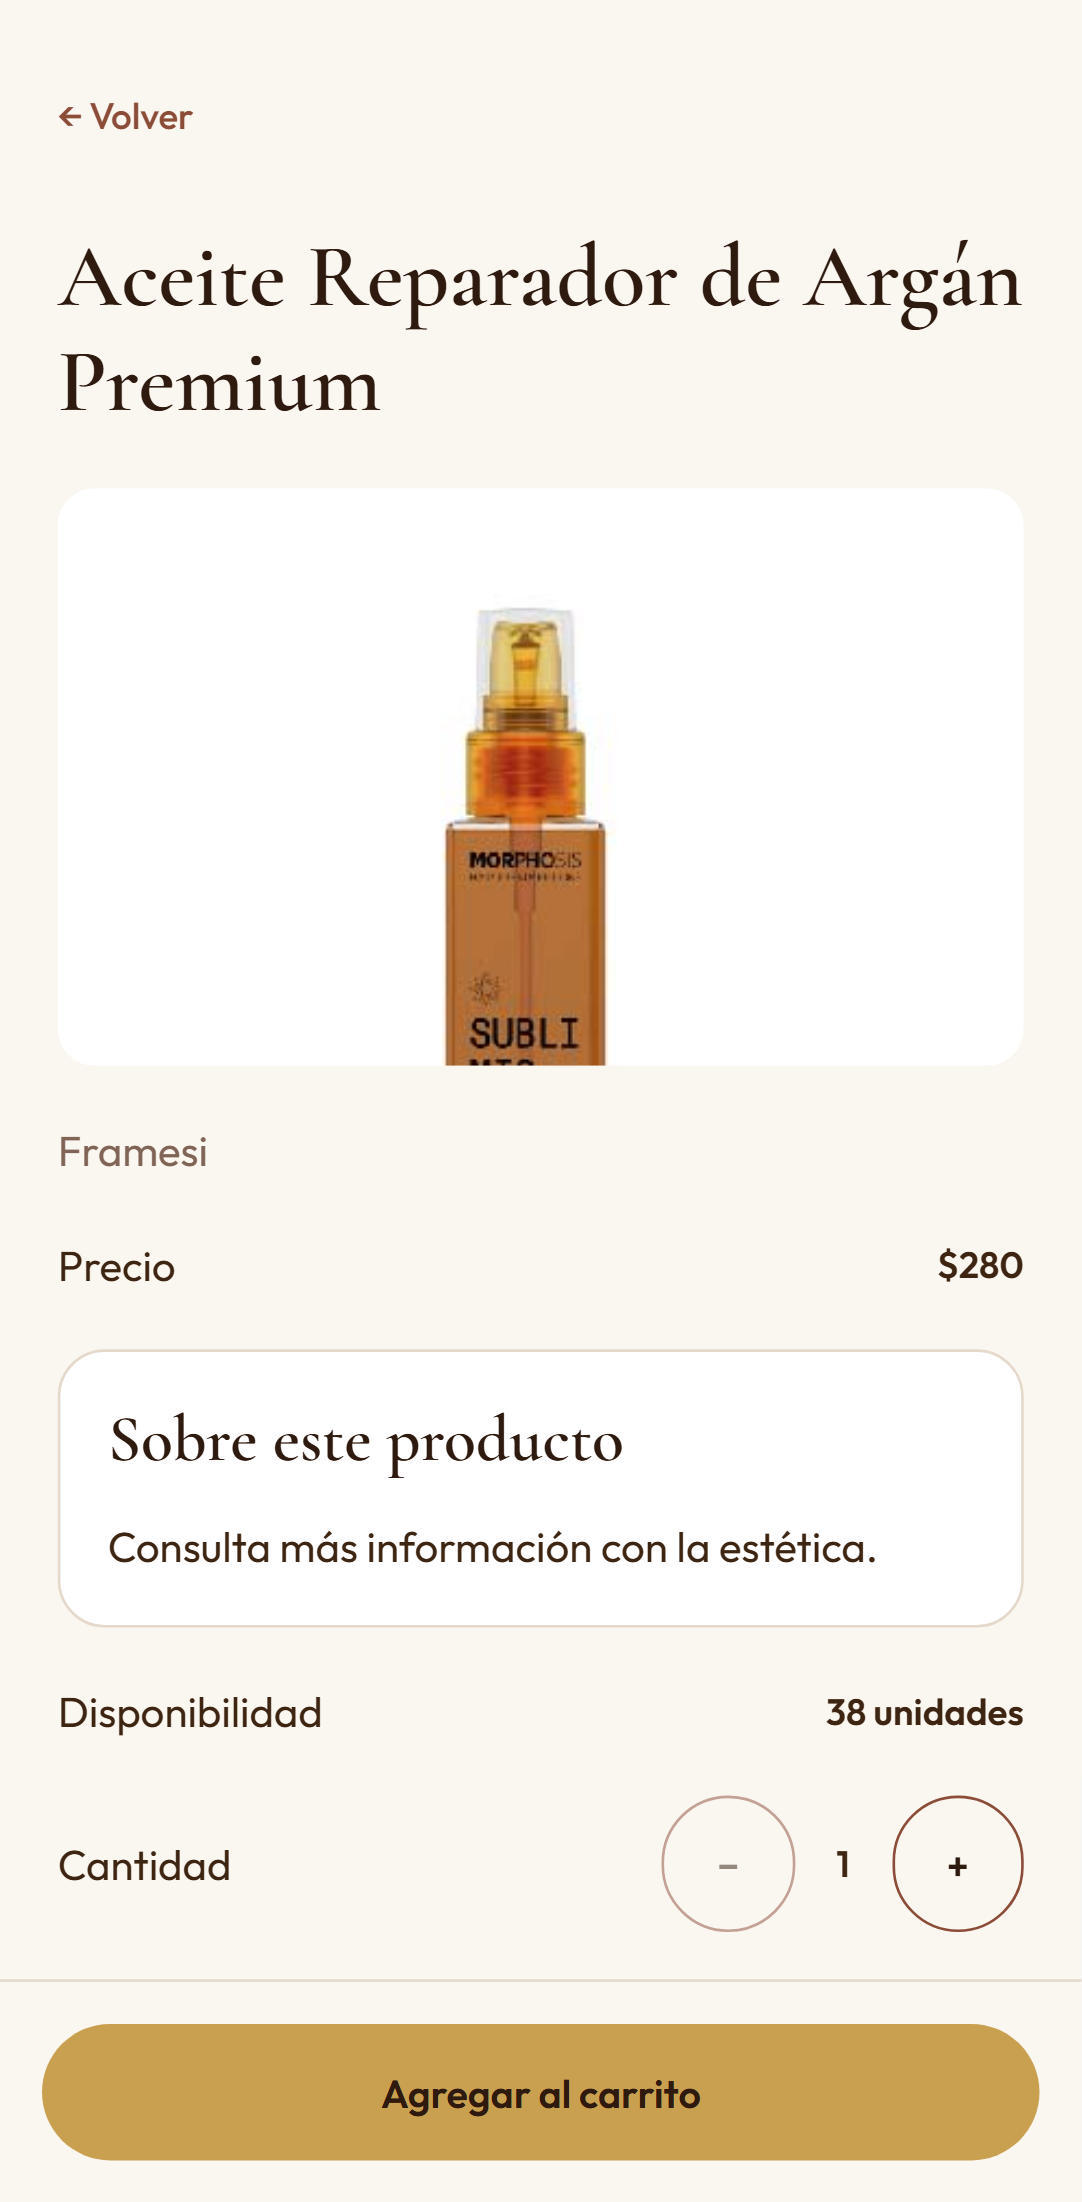 ← Volver
Aceite Reparador de Argán
Premium
MORPHOSIS
SUBLI
Framesi
Precio
$280
Sobre este producto
Consulta más información con la estética.
Disponibilidad
38 unidades
Cantidad
− 1 +
Agregar al carrito